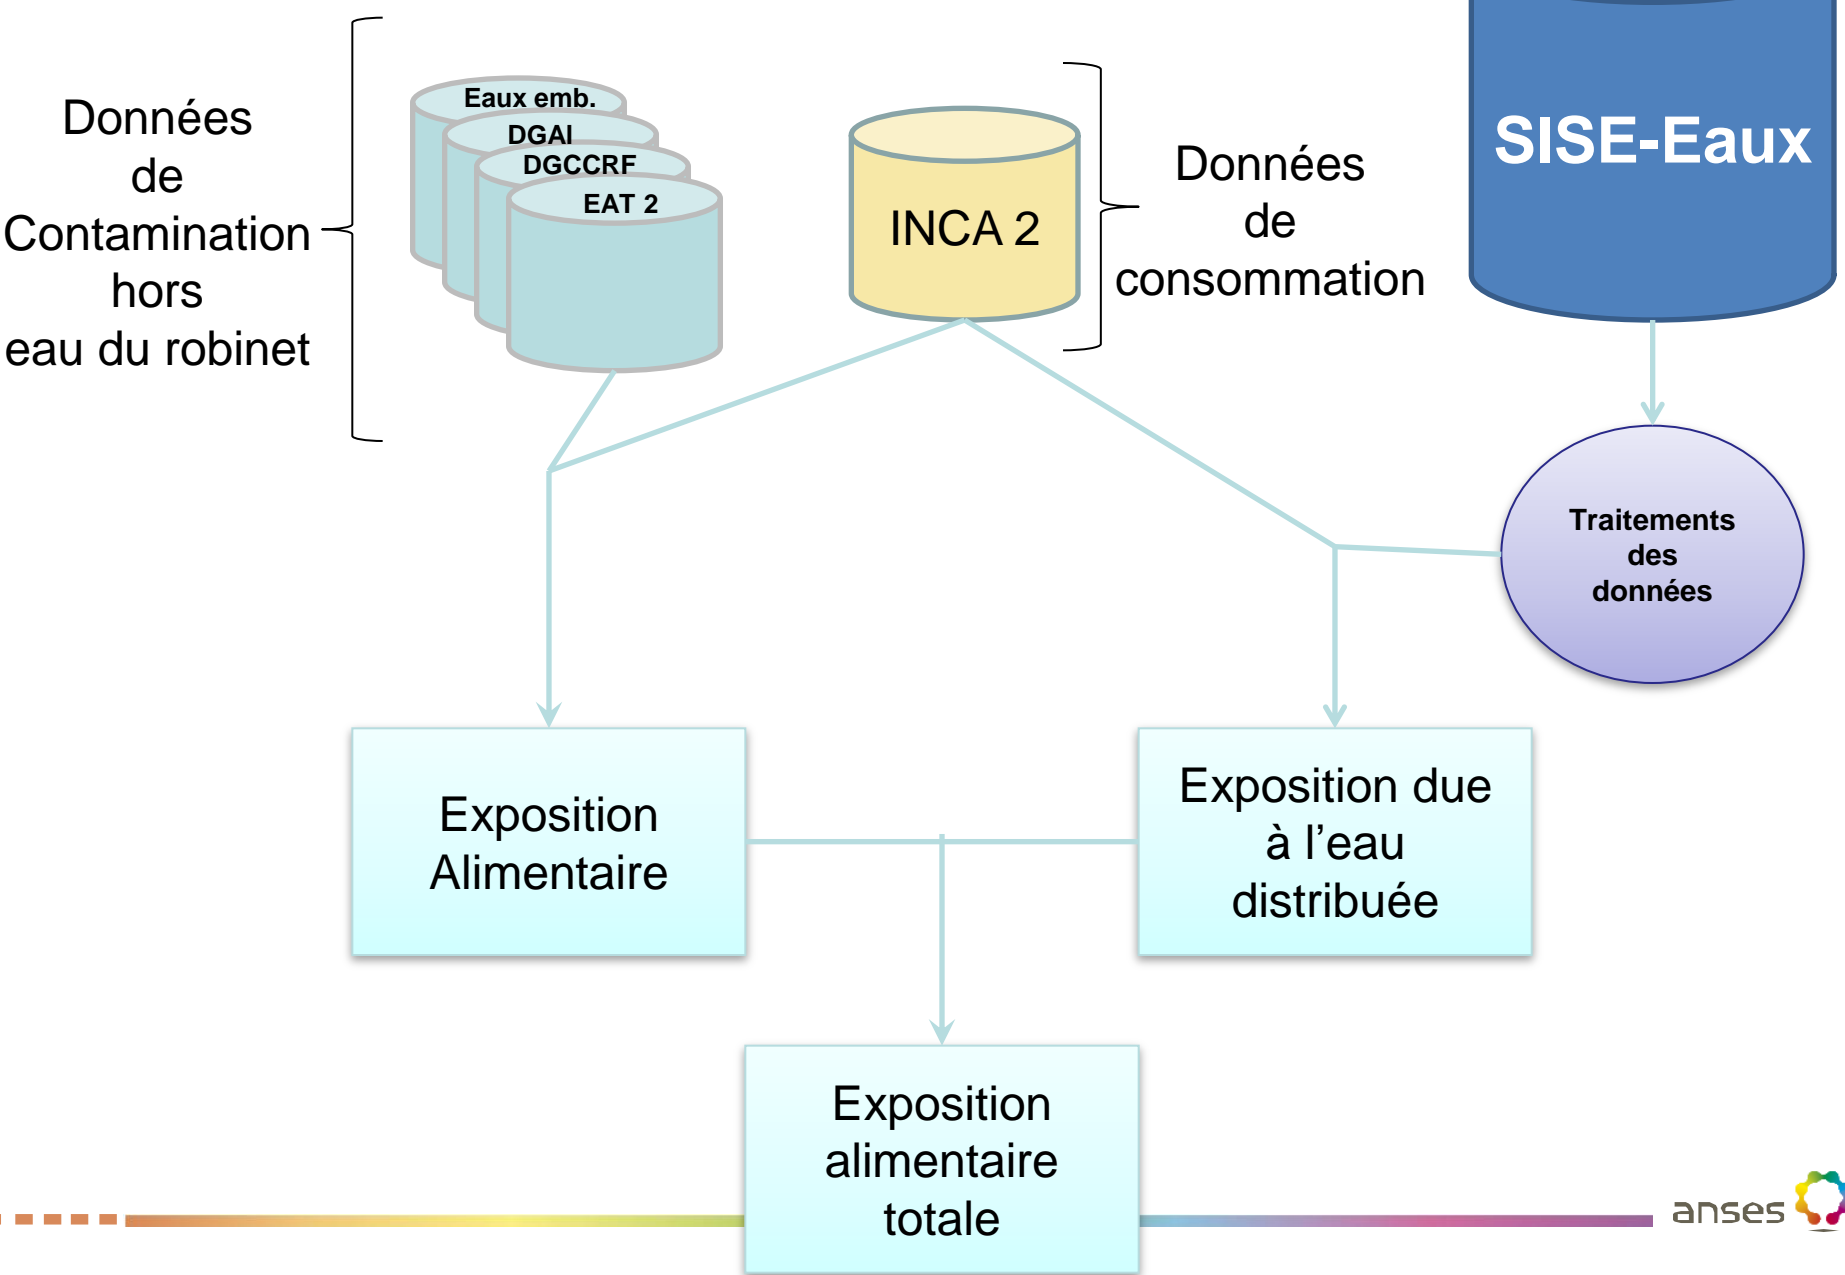 Données
de
Contamination
hors
eau du robinet
Eaux emb.
DGAI
DGCCRF
EAT 2
INCA 2
Données
de
consommation
SISE-Eaux
Traitements
des
données
Exposition
Alimentaire
Exposition due
à l’eau
distribuée
Exposition
alimentaire
totale
anses